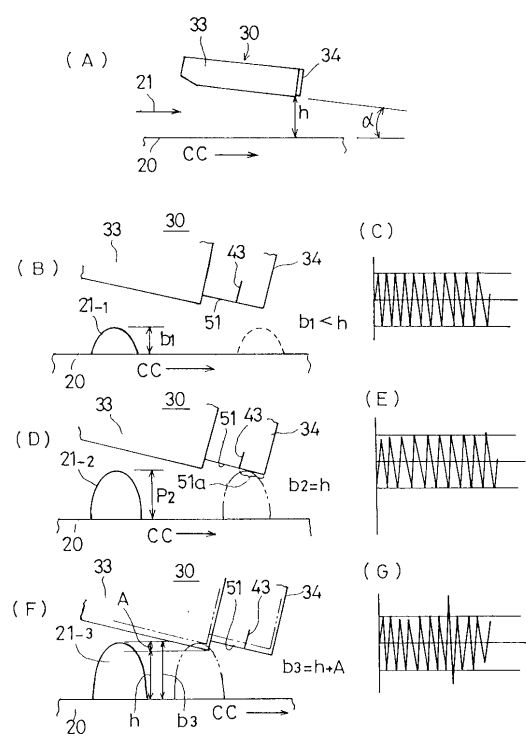 (A)
33
30
34
21
h
α
20
CC
30
33
(B)
43
34
21-1
b1
51
b1<h
20
CC
(C)
33
30
(D)
51
43
34
21-2
P2
51a
b2=h
20
CC
(E)
33
30
(F)
A
51
43
34
21-3
b3=h+A
h
b3
CC
20
(G)